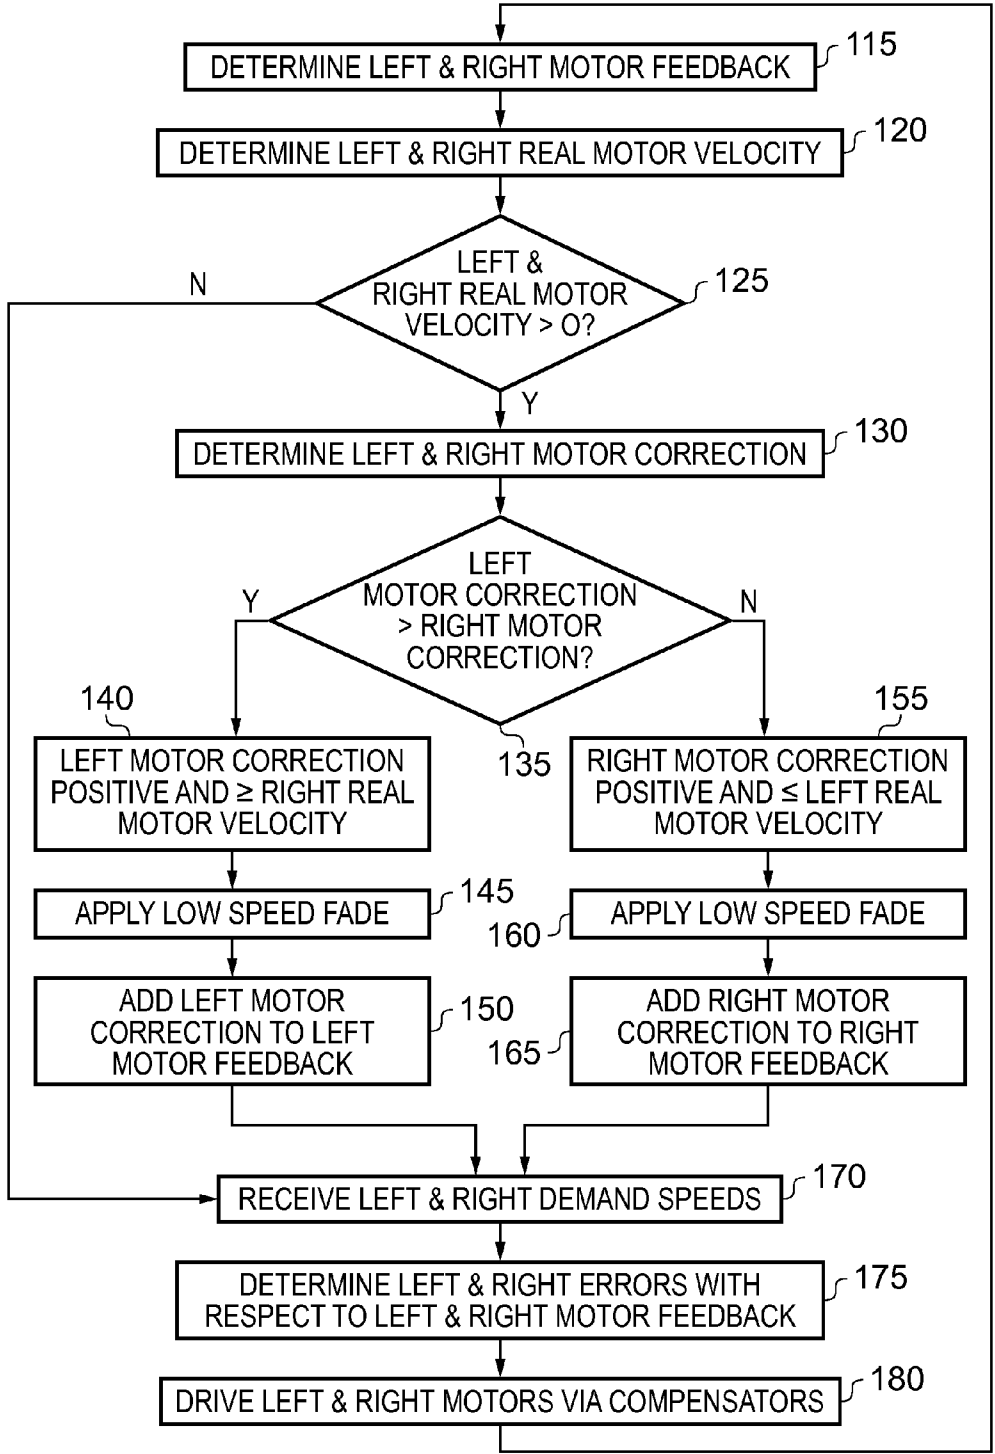 DETERMINE LEFT & RIGHT MOTOR FEEDBACK
115
DETERMINE LEFT & RIGHT REAL MOTOR VELOCITY
120
LEFT &
RIGHT REAL MOTOR
VELOCITY > O?
125
N
Y
DETERMINE LEFT & RIGHT MOTOR CORRECTION
130
LEFT
MOTOR CORRECTION
> RIGHT MOTOR
CORRECTION?
135
Y
N
140
LEFT MOTOR CORRECTION
POSITIVE AND ≥ RIGHT REAL
MOTOR VELOCITY
155
RIGHT MOTOR CORRECTION
POSITIVE AND ≤ LEFT REAL
MOTOR VELOCITY
APPLY LOW SPEED FADE
145
160
APPLY LOW SPEED FADE
ADD LEFT MOTOR
CORRECTION TO LEFT
MOTOR FEEDBACK
150
165
ADD RIGHT MOTOR
CORRECTION TO RIGHT
MOTOR FEEDBACK
RECEIVE LEFT & RIGHT DEMAND SPEEDS
170
DETERMINE LEFT & RIGHT ERRORS WITH
RESPECT TO LEFT & RIGHT MOTOR FEEDBACK
175
DRIVE LEFT & RIGHT MOTORS VIA COMPENSATORS
180